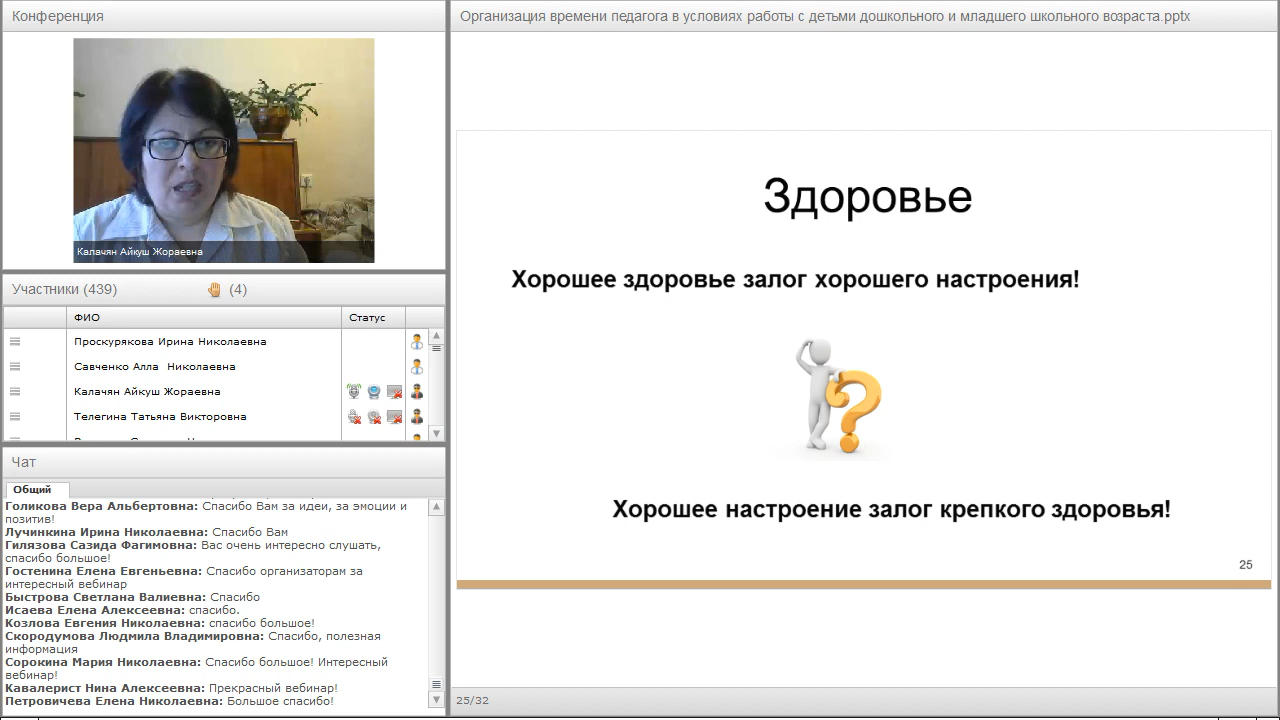 Конференция
Калачян Айкуш Жораевна
Участники (439)
(4)
ФИО
Статус
Проскурякова Ирина Николаевна
Савченко Алла  Николаевна
Калачян Айкуш Жораевна
Телегина Татьяна Викторовна
Чат
Общий
Голикова Вера Альбертовна: Спасибо Вам за идеи, за эмоции и
позитив!
Лучинкина Ирина Николаевна: Спасибо Вам
Гилязова Сазида Фагимовна: Вас очень интересно слушать,
спасибо большое!
Гостенина Елена Евгеньевна: Спасибо организаторам за
интересный вебинар
Быстрова Светлана Валиевна: Спасибо
Исаева Елена Алексеевна: спасибо.
Козлова Евгения Николаевна: спасибо большое!
Скородумова Людмила Владимировна: Спасибо, полезная
информация
Сорокина Мария Николаевна: Спасибо большое! Интересный
вебинар!
Кавалерист Нина Алексеевна: Прекрасный вебинар!
Петровичева Елена Николаевна: Большое спасибо!
Организация времени педагога в условиях работы с детьми дошкольного и младшего школьного возраста.pptx
Здоровье
Хорошее здоровье залог хорошего настроения!
Хорошее настроение залог крепкого здоровья!
25
25/32